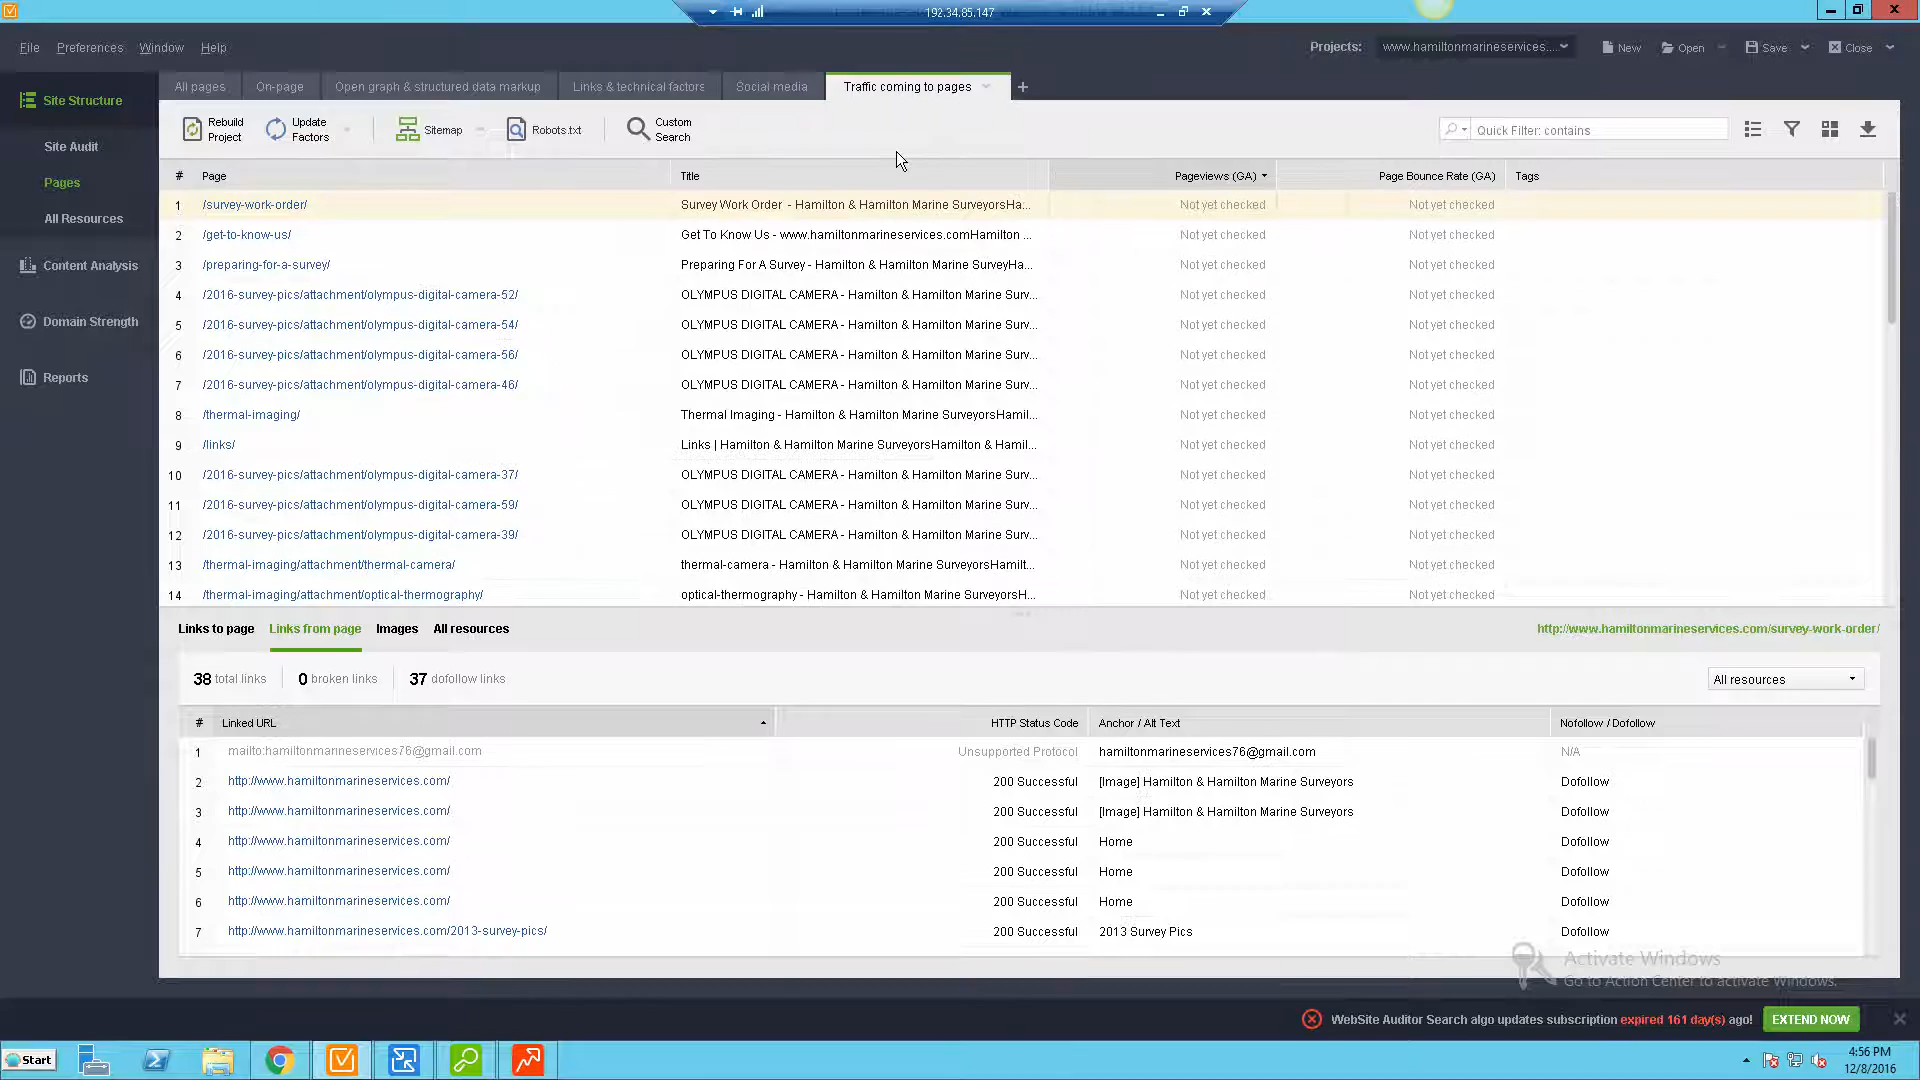 192.34.85.147
File Preferences Window Help
Projects: www.hamiltonmarineservices.... New Open Save Close
All pages On-page Open graph & structured data markup Links & technical factors Social media Traffic coming to pages +
Site Structure
Site Audit
Pages
All Resources
Content Analysis
Domain Strength
Reports
Rebuild Project Update Factors Sitemap Robots.txt Custom Search Quick Filter: contains
# Page Title Pageviews (GA) Page Bounce Rate (GA) Tags
1 /survey-work-order/ Survey Work Order - Hamilton & Hamilton Marine SurveyorsHa... Not yet checked Not yet checked
2 /get-to-know-us/ Get To Know Us - www.hamiltonmarineservices.comHamilton ... Not yet checked Not yet checked
3 /preparing-for-a-survey/ Preparing For A Survey - Hamilton & Hamilton Marine SurveyHa... Not yet checked Not yet checked
4 /2016-survey-pics/attachment/olympus-digital-camera-52/ OLYMPUS DIGITAL CAMERA - Hamilton & Hamilton Marine Surv... Not yet checked Not yet checked
5 /2016-survey-pics/attachment/olympus-digital-camera-54/ OLYMPUS DIGITAL CAMERA - Hamilton & Hamilton Marine Surv... Not yet checked Not yet checked
6 /2016-survey-pics/attachment/olympus-digital-camera-56/ OLYMPUS DIGITAL CAMERA - Hamilton & Hamilton Marine Surv... Not yet checked Not yet checked
7 /2016-survey-pics/attachment/olympus-digital-camera-46/ OLYMPUS DIGITAL CAMERA - Hamilton & Hamilton Marine Surv... Not yet checked Not yet checked
8 /thermal-imaging/ Thermal Imaging - Hamilton & Hamilton Marine SurveyorsHamil... Not yet checked Not yet checked
9 /links/ Links | Hamilton & Hamilton Marine SurveyorsHamilton & Hamil... Not yet checked Not yet checked
10 /2016-survey-pics/attachment/olympus-digital-camera-37/ OLYMPUS DIGITAL CAMERA - Hamilton & Hamilton Marine Surv... Not yet checked Not yet checked
11 /2016-survey-pics/attachment/olympus-digital-camera-59/ OLYMPUS DIGITAL CAMERA - Hamilton & Hamilton Marine Surv... Not yet checked Not yet checked
12 /2016-survey-pics/attachment/olympus-digital-camera-39/ OLYMPUS DIGITAL CAMERA - Hamilton & Hamilton Marine Surv... Not yet checked Not yet checked
13 /thermal-imaging/attachment/thermal-camera/ thermal-camera - Hamilton & Hamilton Marine SurveyorsHamilt... Not yet checked Not yet checked
14 /thermal-imaging/attachment/optical-thermography/ optical-thermography - Hamilton & Hamilton Marine SurveyorsH... Not yet checked Not yet checked
Links to page Links from page Images All resources http://www.hamiltonmarineservices.com/survey-work-order/
38 total links 0 broken links 37 dofollow links All resources
# Linked URL HTTP Status Code Anchor / Alt Text Nofollow / Dofollow
1 mailto:hamiltonmarineservices76@gmail.com Unsupported Protocol hamiltonmarineservices76@gmail.com N/A
2 http://www.hamiltonmarineservices.com/ 200 Successful [Image] Hamilton & Hamilton Marine Surveyors Dofollow
3 http://www.hamiltonmarineservices.com/ 200 Successful [Image] Hamilton & Hamilton Marine Surveyors Dofollow
4 http://www.hamiltonmarineservices.com/ 200 Successful Home Dofollow
5 http://www.hamiltonmarineservices.com/ 200 Successful Home Dofollow
6 http://www.hamiltonmarineservices.com/ 200 Successful Home Dofollow
7 http://www.hamiltonmarineservices.com/2013-survey-pics/ 200 Successful 2013 Survey Pics Dofollow
Activate Windows
Go to Action Center to activate Windows.
WebSite Auditor Search algo updates subscription expired 161 day(s) ago! EXTEND NOW
Start
4:56 PM
12/8/2016